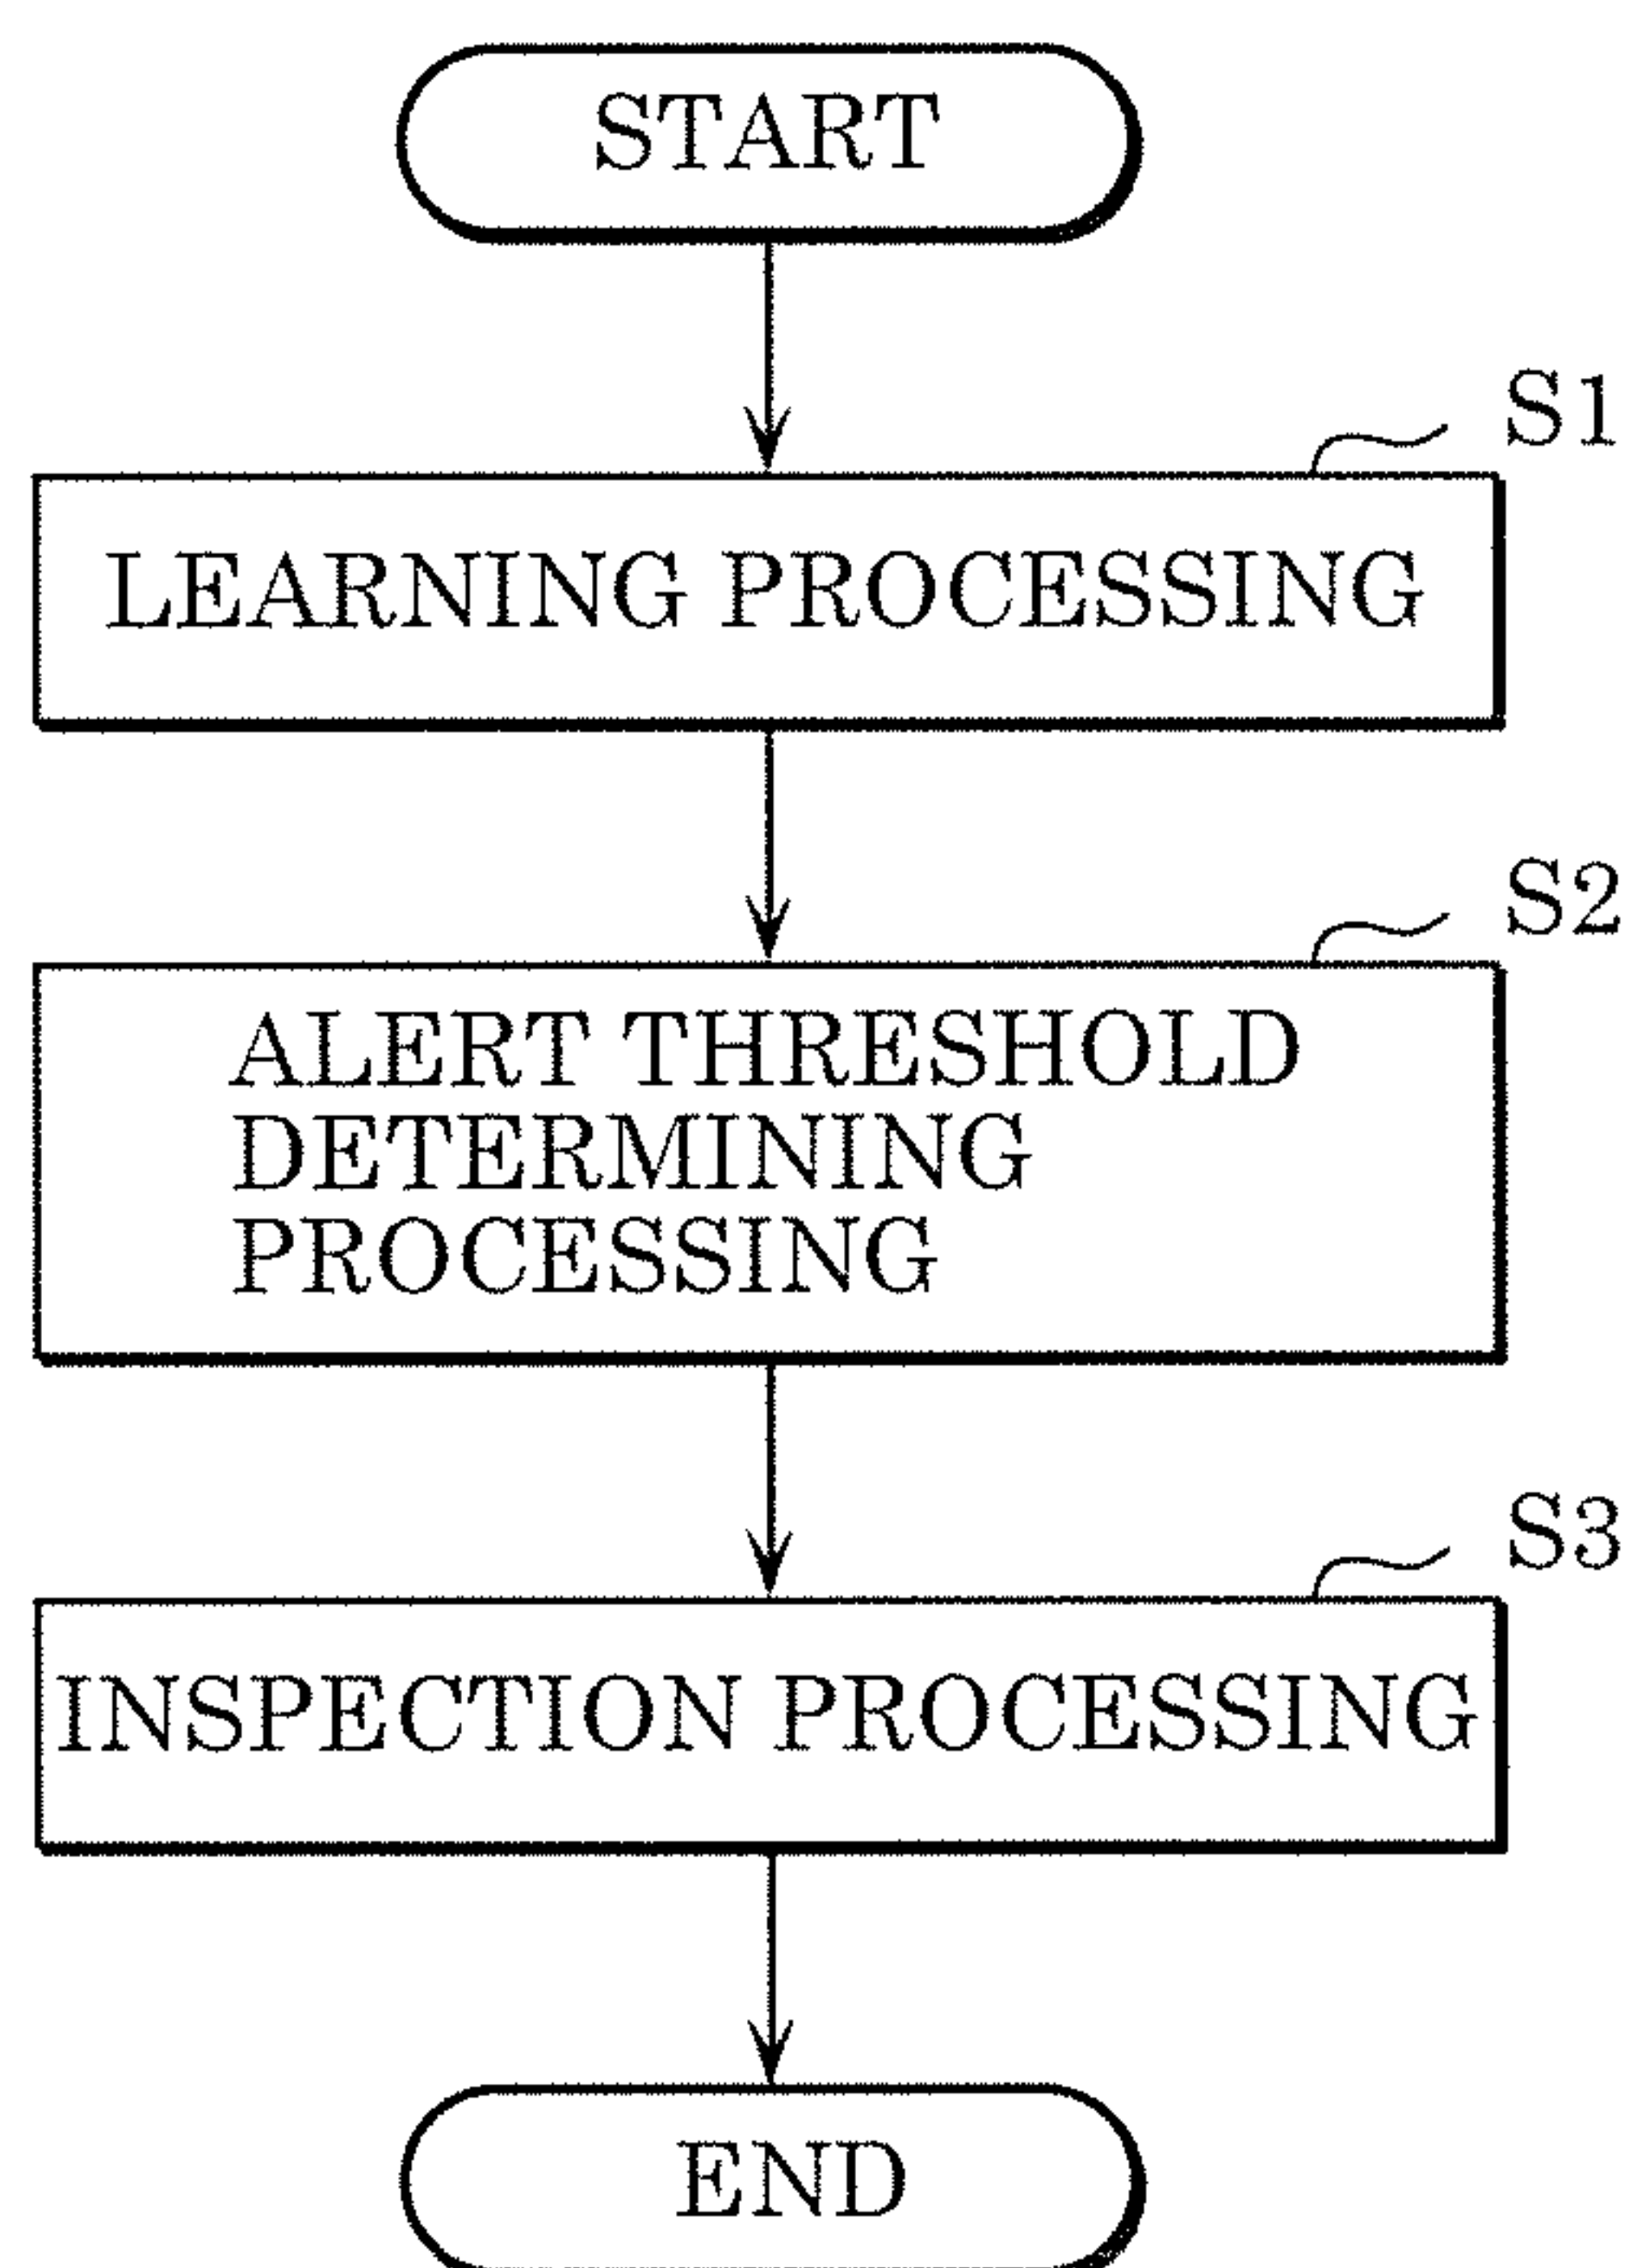 START
S1
LEARNING PROCESSING
S2
ALERT THRESHOLD
DETERMINING
PROCESSING
S3
INSPECTION PROCESSING
END